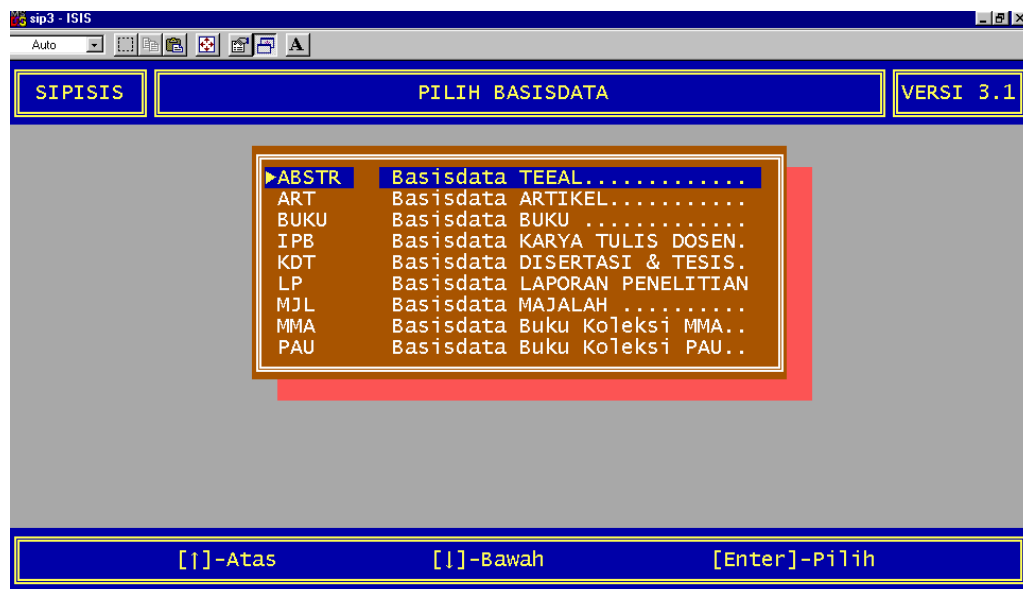 sip3 - ISIS
Auto
A
SIPISIS PILIH BASISDATA VERSI 3.1
►ABSTR Basisdata TEEAL.............
ART Basisdata ARTIKEL...........
BUKU Basisdata BUKU .............
IPB Basisdata KARYA TULIS DOSEN.
KDT Basisdata DISERTASI & TESIS.
LP Basisdata LAPORAN PENELITIAN
MJL Basisdata MAJALAH ..........
MMA Basisdata Buku Koleksi MMA..
PAU Basisdata Buku Koleksi PAU..
[↑]-Atas [↓]-Bawah [Enter]-Pilih